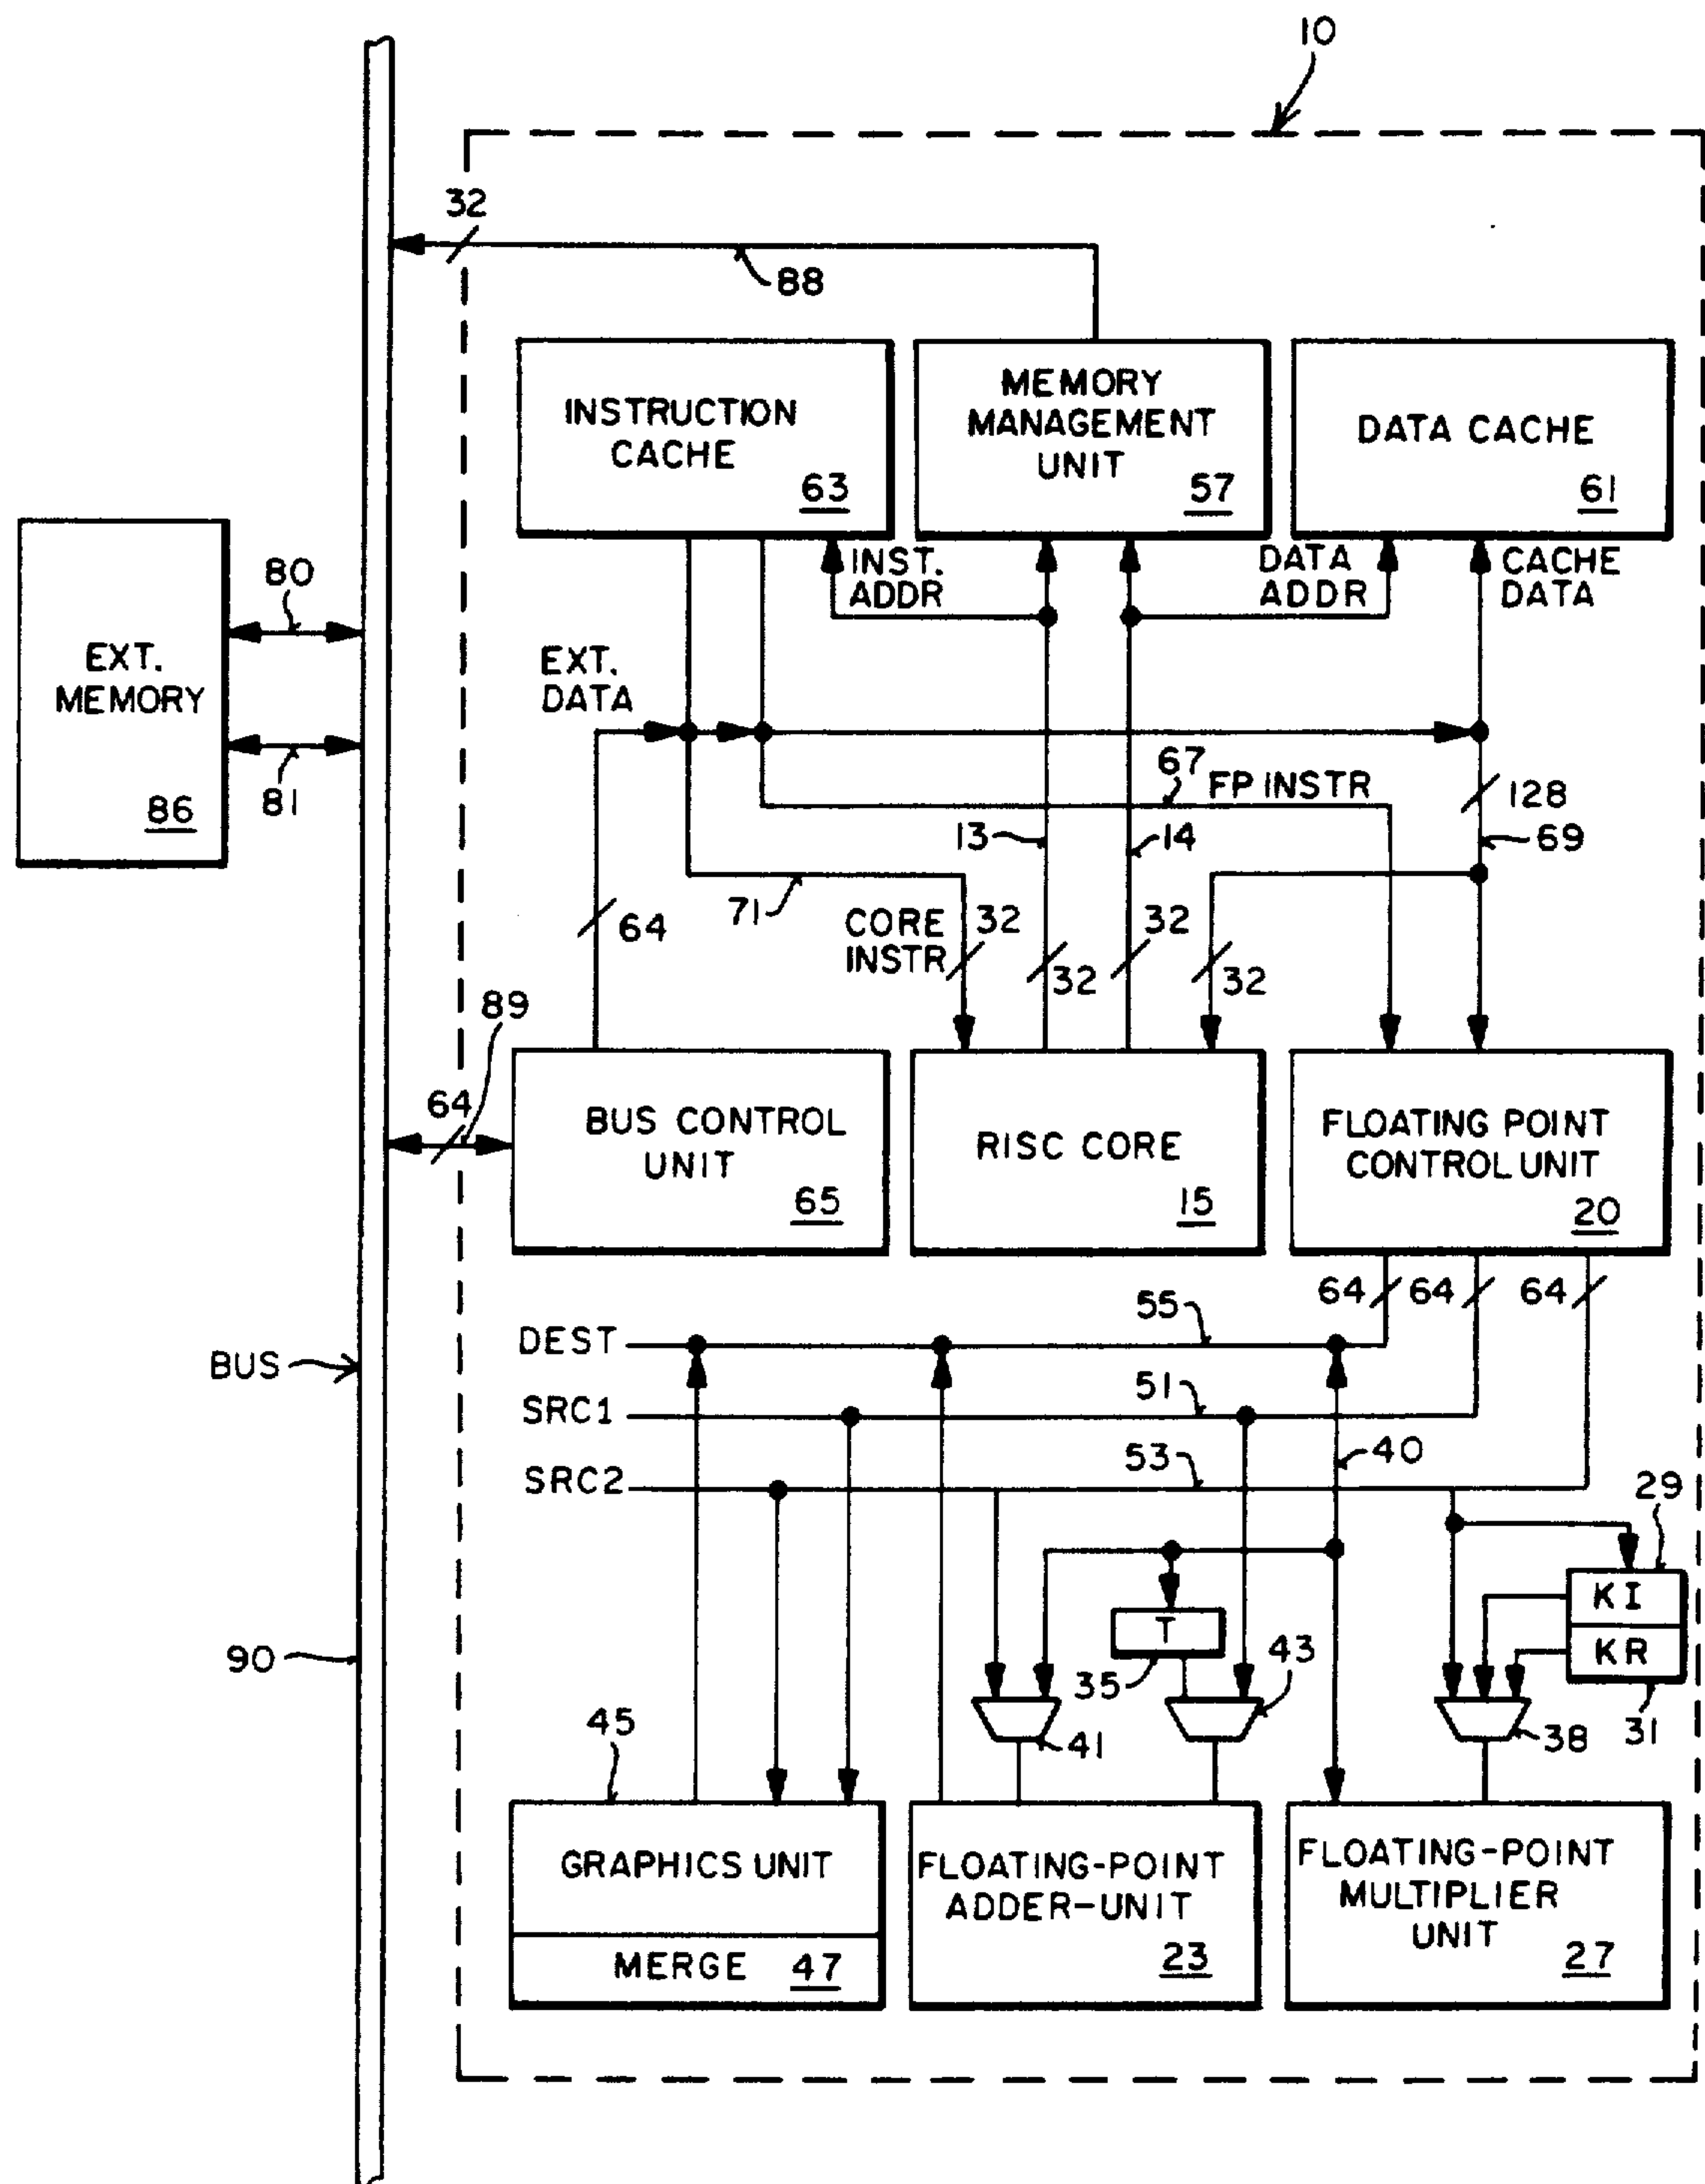 10
32
88
INSTRUCTION
CACHE
63
MEMORY
MANAGEMENT
UNIT
57
DATA CACHE
61
EXT.
MEMORY
86
80
81
INST.
ADDR
DATA
ADDR
CACHE
DATA
EXT.
DATA
67
FP INSTR
128
69
13
14
71
64
CORE
INSTR
32
32
32
32
89
64
BUS CONTROL
UNIT
65
RISC CORE
15
FLOATING POINT
CONTROL UNIT
20
64
64
64
DEST
55
BUS
SRC1
51
40
SRC2
53
29
KI
KR
31
T
35
43
41
38
90
45
GRAPHICS UNIT
MERGE 47
FLOATING-POINT
ADDER-UNIT
23
FLOATING-POINT
MULTIPLIER
UNIT
27